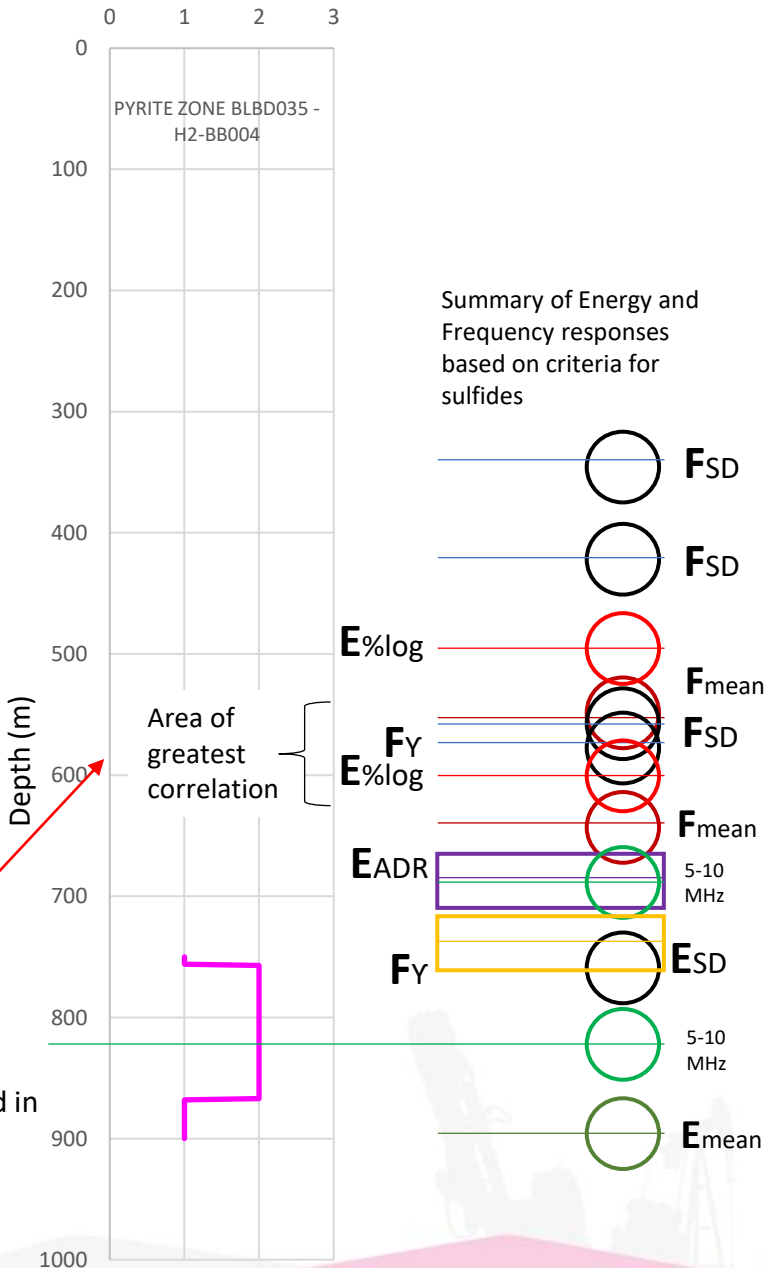 0 1 2 3
0
PYRITE ZONE BLBD035 -
H2-BB004
100
200
Summary of Energy and
Frequency responses
based on criteria for
sulfides
300
FSD
400
FSD
500
E%log
Fmean
Depth (m)
Area of
greatest
correlation
FY
FSD
600
E%log
Fmean
EADR
5-10
MHz
700
FY
ESD
800
5-10
MHz
d in
900
Emean
1000